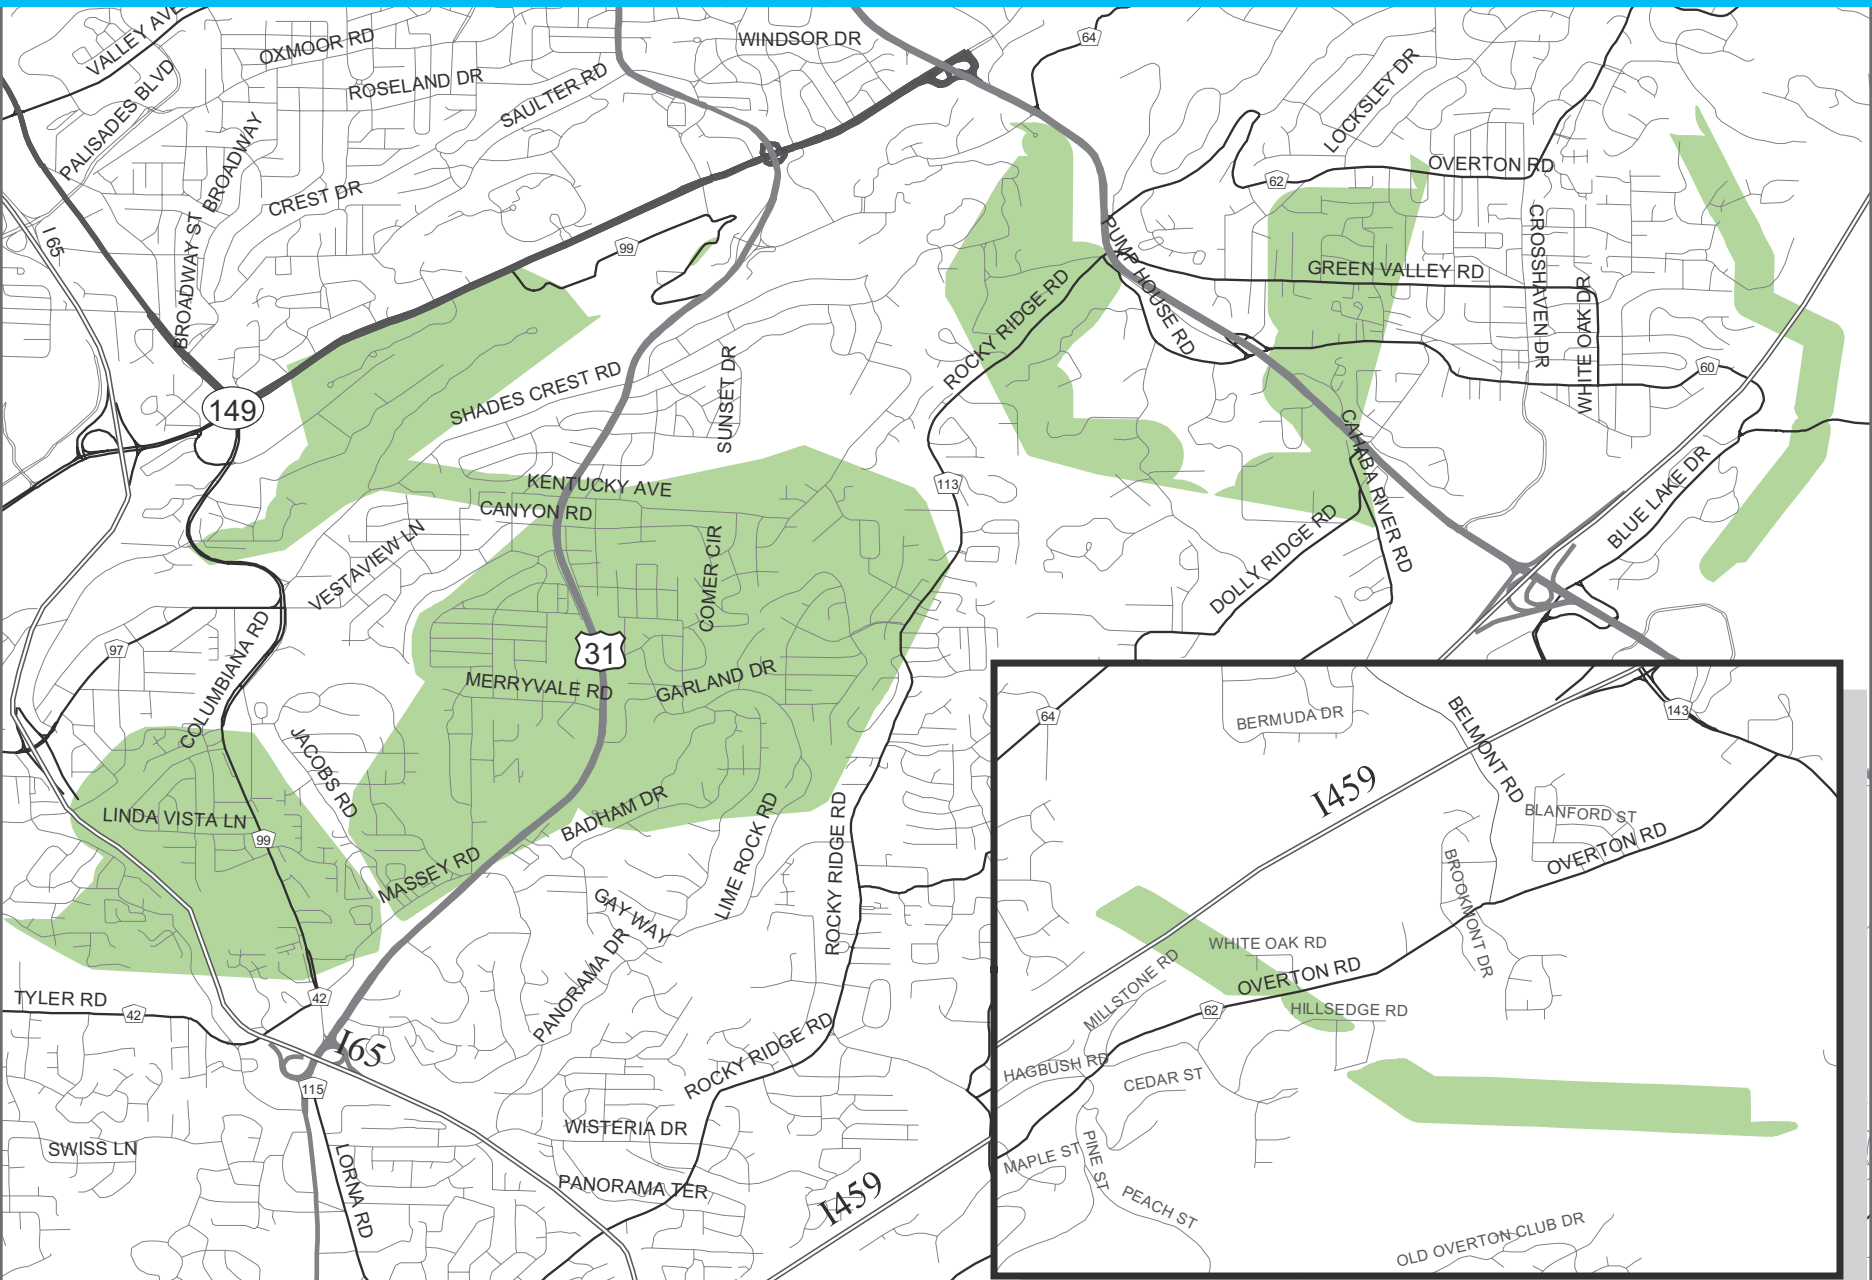 VALLEY AVE
OXMOOR RD
WINDSOR DR
64
PALISADES BLVD
ROSELAND DR
SAULTER RD
LOCKSLEY DR
BROADWAY
CREST DR
OVERTON RD
62
I 65
BROADWAY ST
99
PUMP HOUSE RD
GREEN VALLEY RD
CROSSHAVEN DR
WHITE OAK DR
ROCKY RIDGE RD
SHADES CREST RD
SUNSET DR
60
149
CAHABA RIVER RD
BLUE LAKE DR
KENTUCKY AVE
CANYON RD
113
VESTAVIEW LN
COMER CIR
DOLLY RIDGE RD
97
COLUMBIANA RD
31
MERRYVALE RD
GARLAND DR
JACOBS RD
LINDA VISTA LN
99
BADHAM DR
LIME ROCK RD
ROCKY RIDGE RD
MASSEY RD
GAY WAY
PANORAMA DR
TYLER RD
42
42
I65
115
ROCKY RIDGE RD
SWISS LN
LORNA RD
WISTERIA DR
PANORAMA TER
I459
64
BERMUDA DR
BELMONT RD
143
I459
BLANFORD ST
OVERTON RD
BROOKMONT DR
WHITE OAK RD
MILLSTONE RD
OVERTON RD
62
HILLSEDGE RD
HAGBUSH RD
CEDAR ST
MAPLE ST
PINE ST
PEACH ST
OLD OVERTON CLUB DR